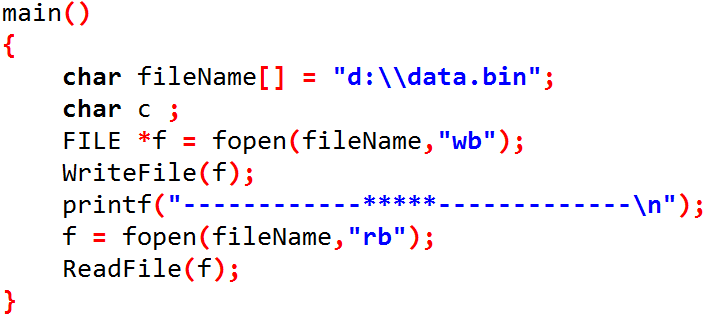 main()
{
    char fileName[] = "d:\\data.bin";
    char c ;
    FILE *f = fopen(fileName,"wb");
    WriteFile(f);
    printf("------------*****-------------\n");
    f = fopen(fileName,"rb");
    ReadFile(f);
}